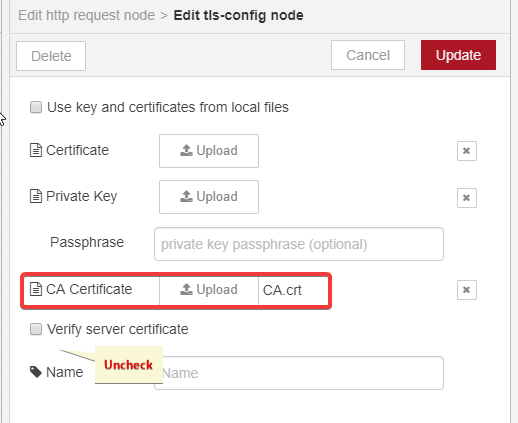 Edit http request node > Edit tls-config node
Delete
Cancel
Update
Use key and certificates from local files
Certificate
Upload
Private Key
Upload
Passphrase
private key passphrase (optional)
CA Certificate
Upload
CA.crt
Verify server certificate
Uncheck
Name
Name